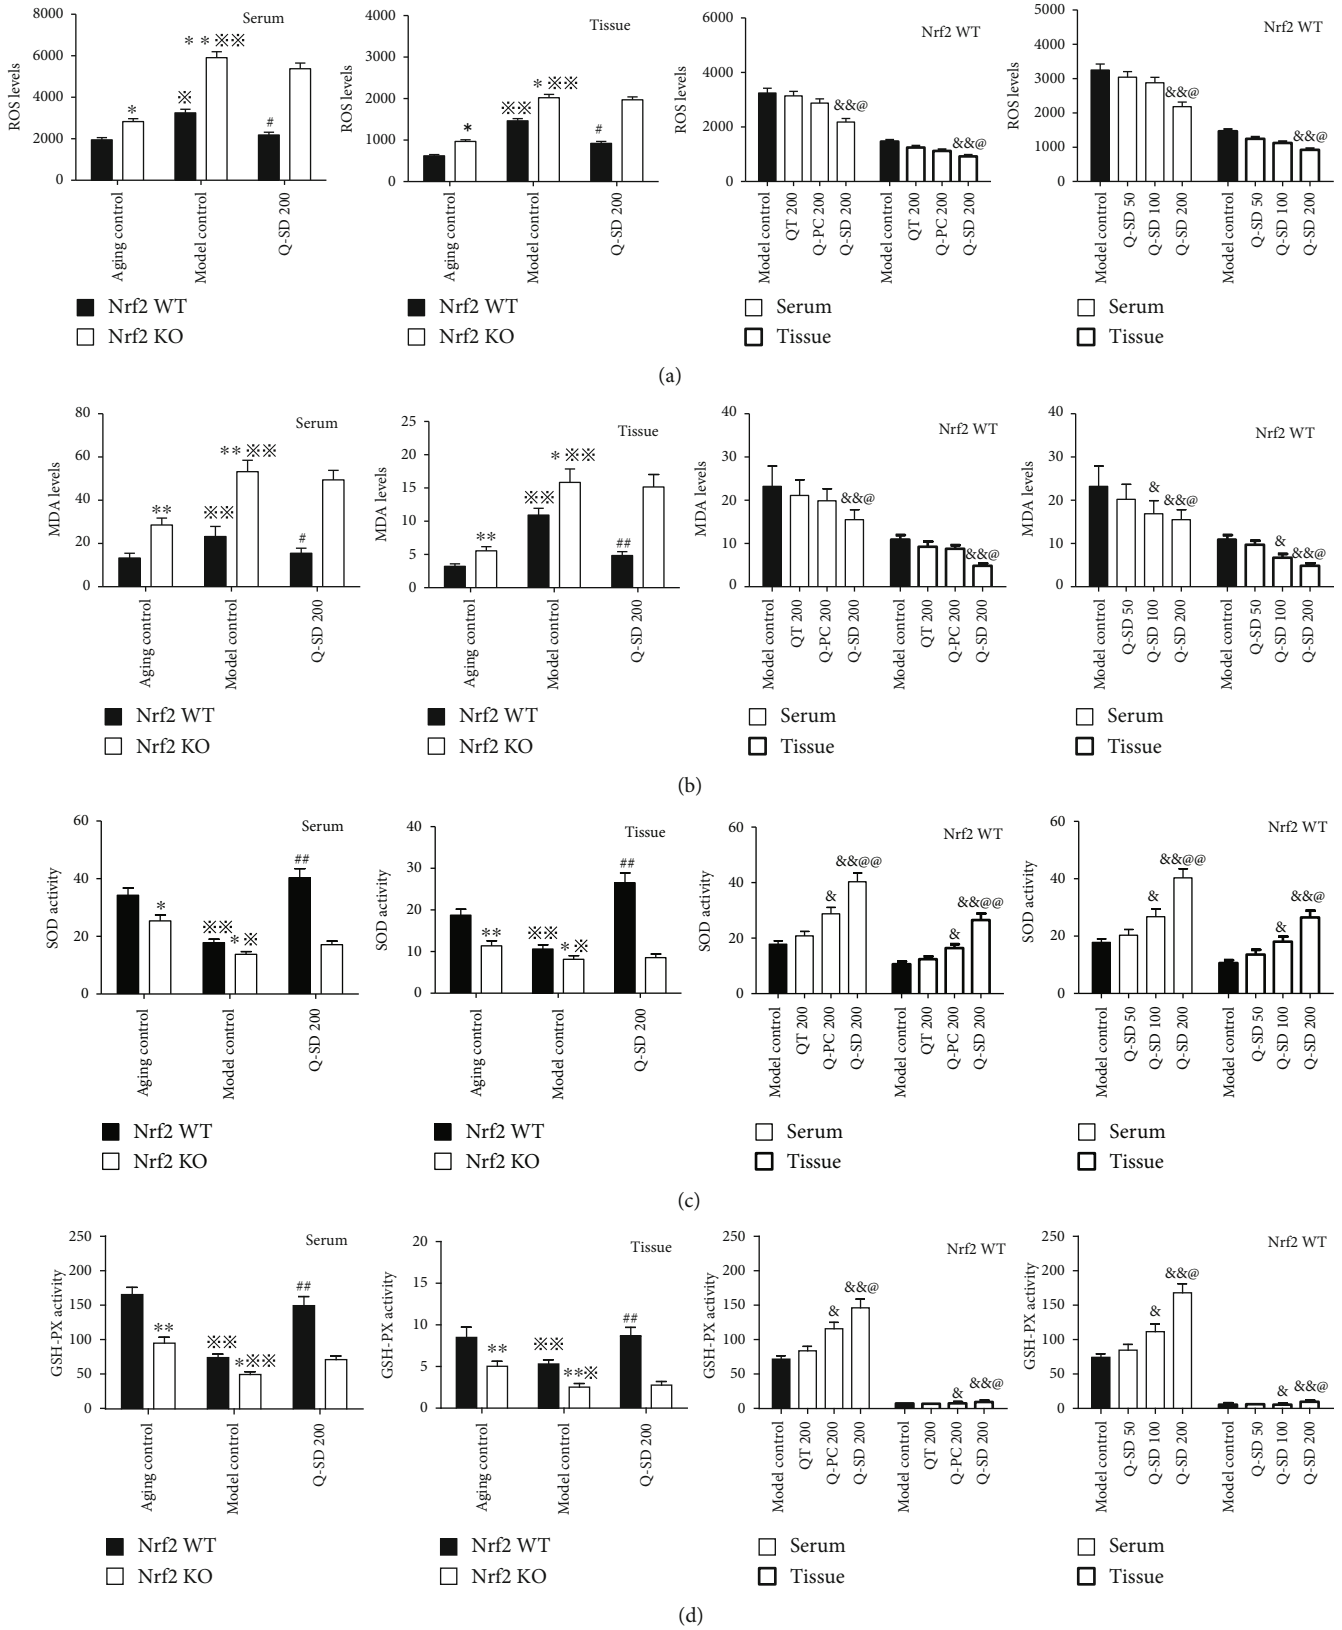 Serum
ROS levels
8000
6000
4000
2000
0
*
※
**※※
#
Aging control
Model control
Q-SD 200
Nrf2 WT
Nrf2 KO
Tissue
ROS levels
4000
3000
2000
1000
0
*
※※
*※※
#
Aging control
Model control
Q-SD 200
Nrf2 WT
Nrf2 KO
Nrf2 WT
ROS levels
6000
4000
2000
0
&&@
&&@
Model control
QT 200
Q-PC 200
Q-SD 200
Model control
QT 200
Q-PC 200
Q-SD 200
Serum
Tissue
Nrf2 WT
ROS levels
5000
4000
3000
2000
1000
0
&&@
&&@
Model control
Q-SD 50
Q-SD 100
Q-SD 200
Model control
Q-SD 50
Q-SD 100
Q-SD 200
Serum
Tissue
(a)
Serum
MDA levels
80
60
40
20
0
**
※※
**※※
#
Aging control
Model control
Q-SD 200
Nrf2 WT
Nrf2 KO
Tissue
MDA levels
25
20
15
10
5
0
**
※※
*※※
##
Aging control
Model control
Q-SD 200
Nrf2 WT
Nrf2 KO
Nrf2 WT
MDA levels
40
30
20
10
0
&&@
&&@
Model control
QT 200
Q-PC 200
Q-SD 200
Model control
QT 200
Q-PC 200
Q-SD 200
Serum
Tissue
Nrf2 WT
MDA levels
40
30
20
10
0
&
&&@
&
&&@
Model control
Q-SD 50
Q-SD 100
Q-SD 200
Model control
Q-SD 50
Q-SD 100
Q-SD 200
Serum
Tissue
(b)
Serum
SOD activity
60
40
20
0
*
※※
*※
##
Aging control
Model control
Q-SD 200
Nrf2 WT
Nrf2 KO
Tissue
SOD activity
40
30
20
10
0
**
※※
*※
##
Aging control
Model control
Q-SD 200
Nrf2 WT
Nrf2 KO
Nrf2 WT
SOD activity
60
40
20
0
&
&&@@
&
&&@@
Model control
QT 200
Q-PC 200
Q-SD 200
Model control
QT 200
Q-PC 200
Q-SD 200
Serum
Tissue
Nrf2 WT
SOD activity
60
40
20
0
&
&&@@
&
&&@
Model control
Q-SD 50
Q-SD 100
Q-SD 200
Model control
Q-SD 50
Q-SD 100
Q-SD 200
Serum
Tissue
(c)
Serum
GSH-PX activity
250
200
150
100
50
0
**
※※
*※※
##
Aging control
Model control
Q-SD 200
Nrf2 WT
Nrf2 KO
Tissue
GSH-PX activity
20
15
10
5
0
**
※※
**※
##
Aging control
Model control
Q-SD 200
Nrf2 WT
Nrf2 KO
Nrf2 WT
GSH-PX activity
250
200
150
100
50
0
&
&&@
&
&&@
Model control
QT 200
Q-PC 200
Q-SD 200
Model control
QT 200
Q-PC 200
Q-SD 200
Serum
Tissue
Nrf2 WT
GSH-PX activity
250
200
150
100
50
0
&
&&@
&
&&@
Model control
Q-SD 50
Q-SD 100
Q-SD 200
Model control
Q-SD 50
Q-SD 100
Q-SD 200
Serum
Tissue
(d)